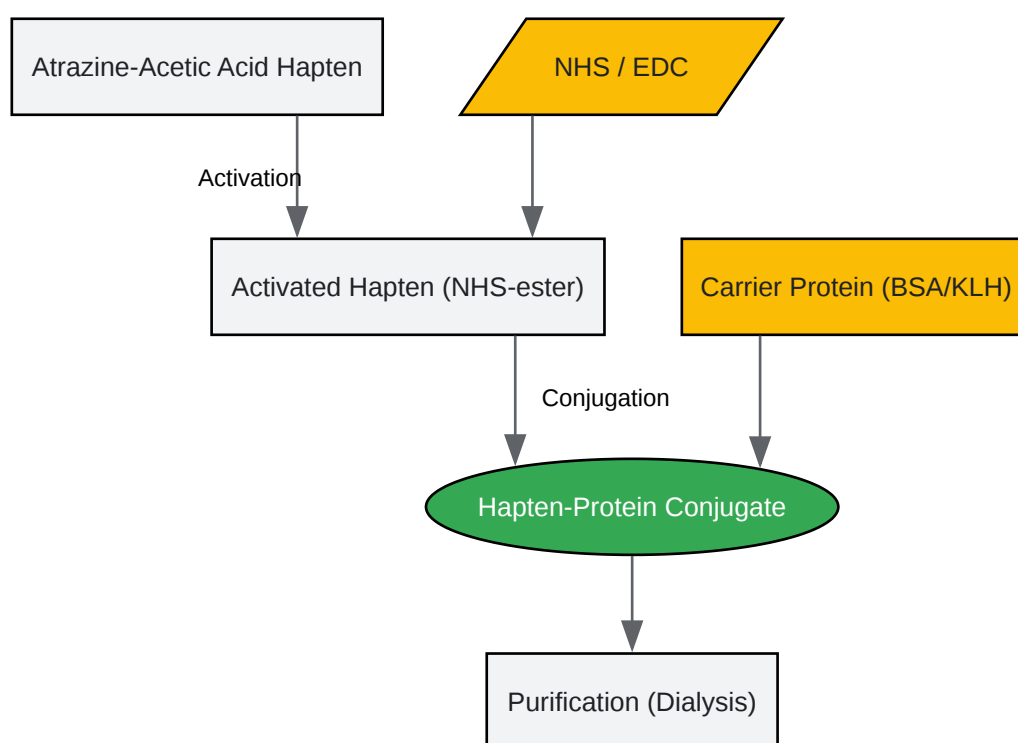 Atrazine-Acetic Acid Hapten
NHS / EDC
Activation
Activated Hapten (NHS-ester)
Carrier Protein (BSA/KLH)
Conjugation
Hapten-Protein Conjugate
Purification (Dialysis)